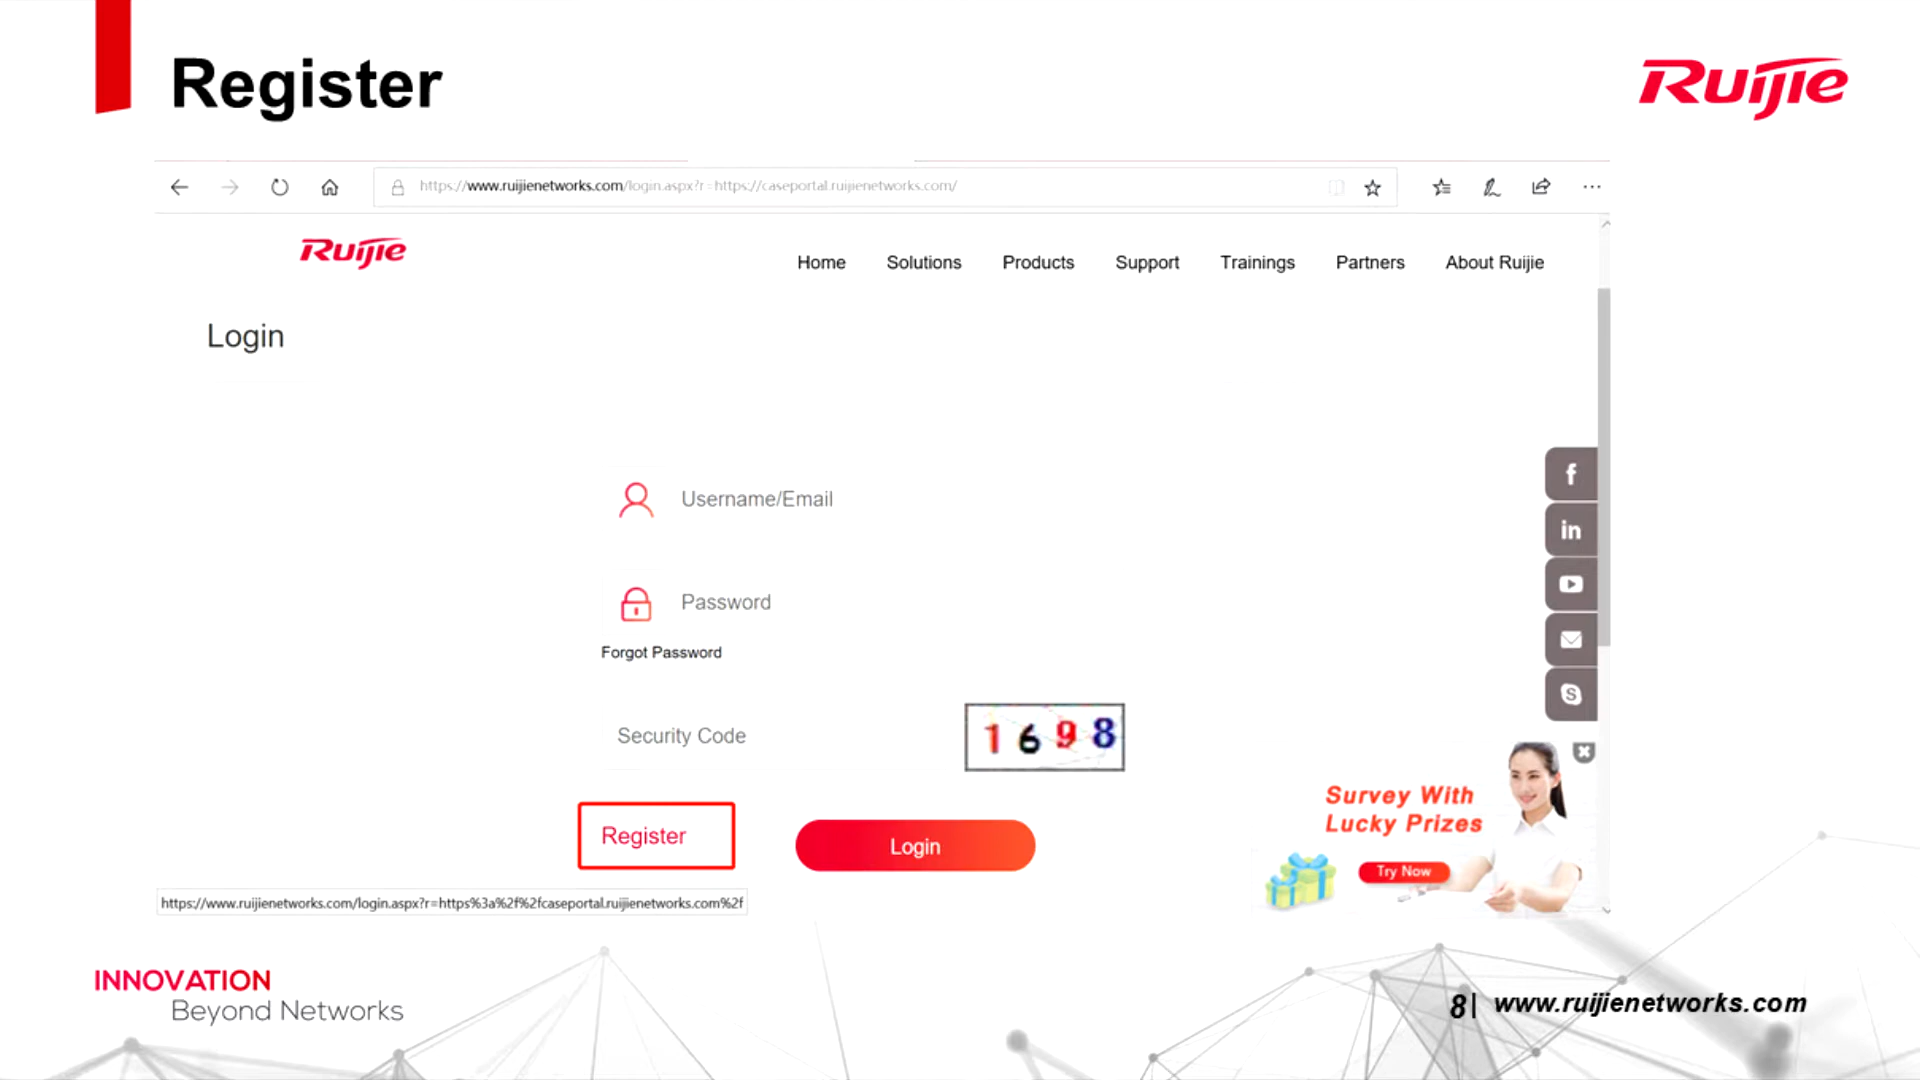 Register
Ruijie
https://www.ruijienetworks.com/login.aspx?r=https://caseportal.ruijienetworks.com/
Ruijie
Home Solutions Products Support Trainings Partners About Ruijie
Login
Username/Email
Password
Forgot Password
Security Code
1698
Register
Login
Survey With
Lucky Prizes
Try Now
https://www.ruijienetworks.com/login.aspx?r=https%3a%2f%2fcaseportal.ruijienetworks.com%2f
INNOVATION
Beyond Networks
8| www.ruijienetworks.com